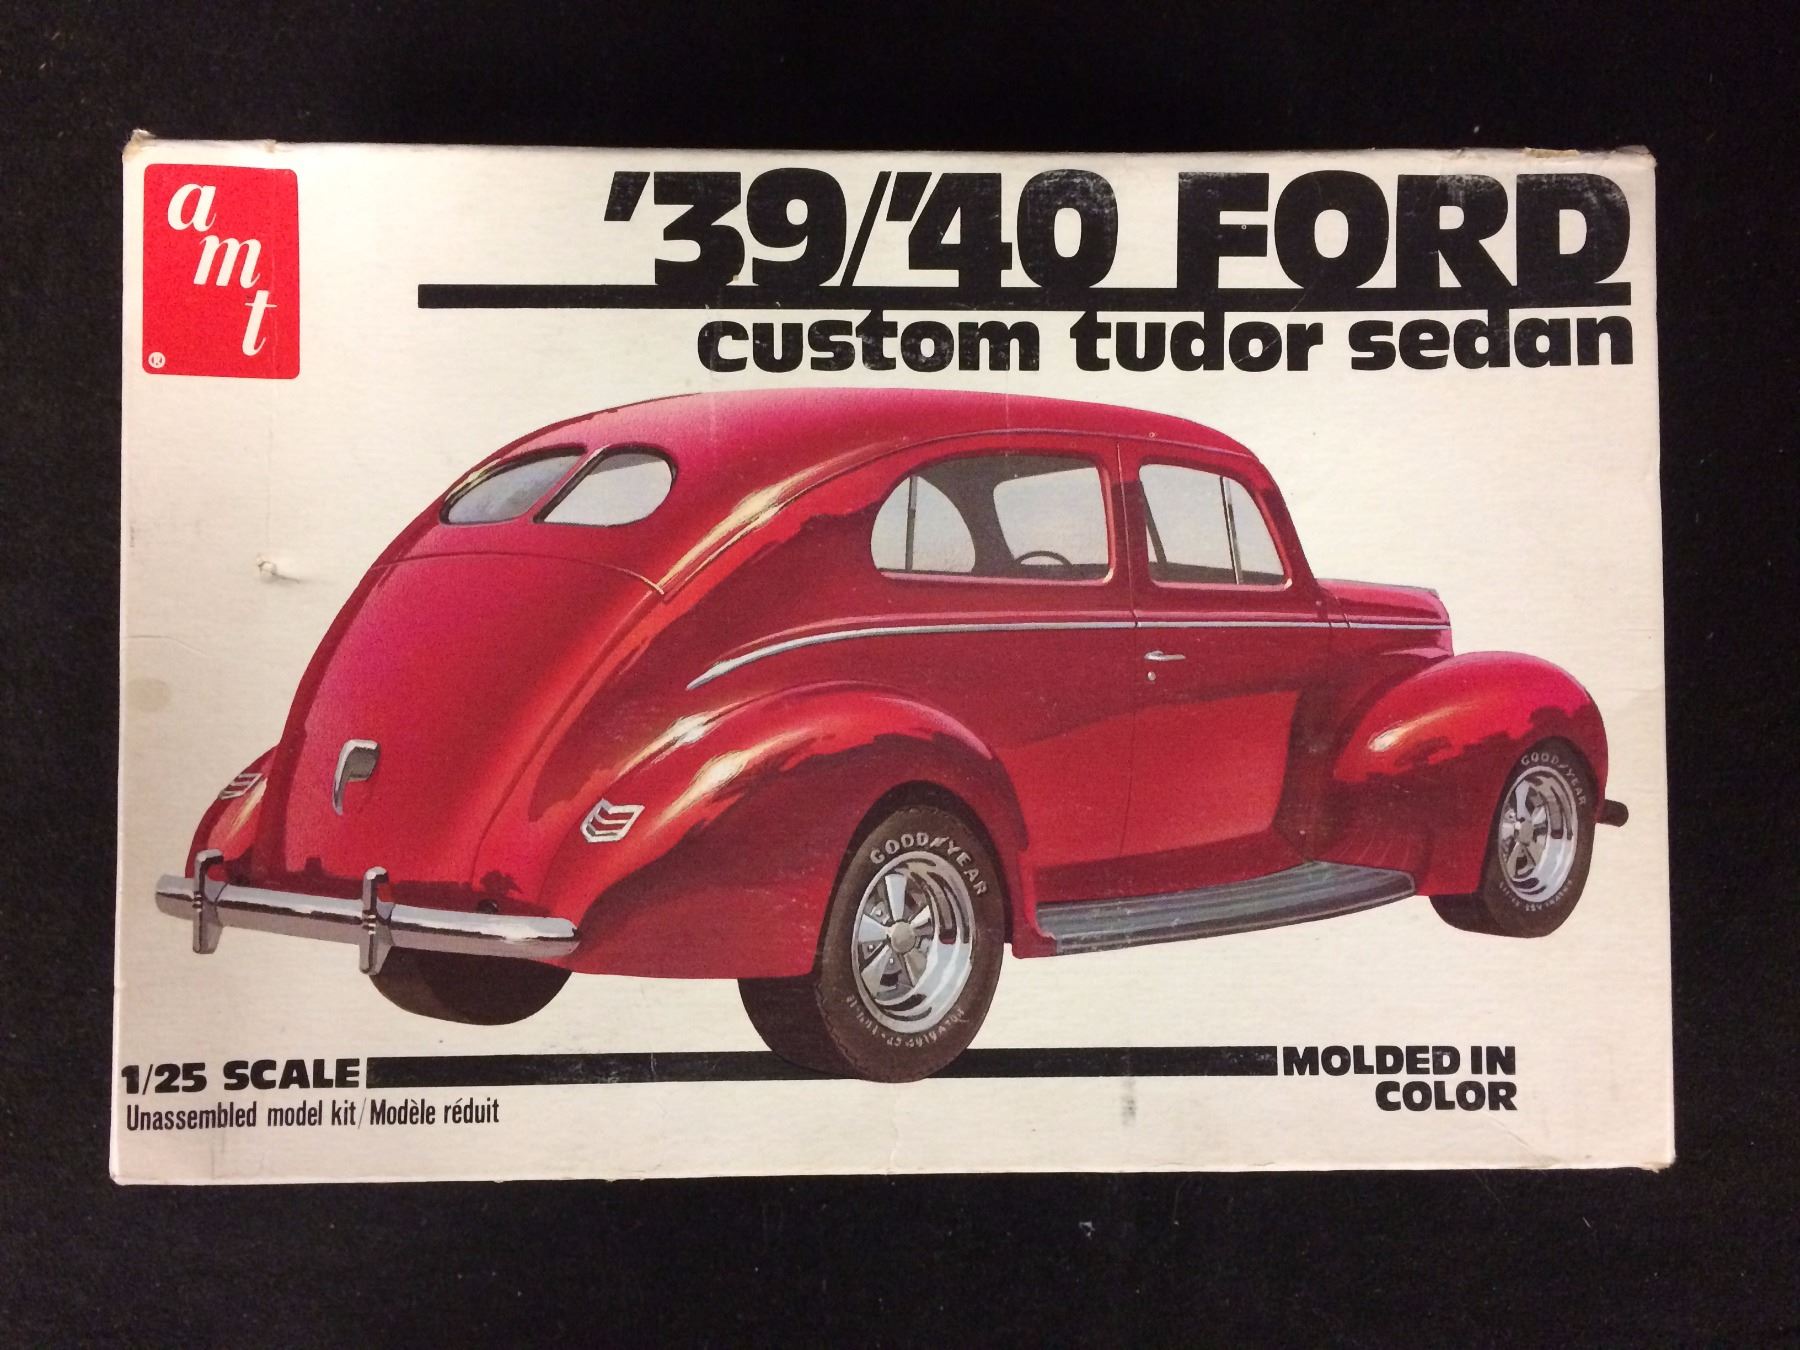 amt
®
'39/'40 FORD
custom tudor sedan
GOODYEAR
GOODYEAR
1/25 SCALE
MOLDED IN
COLOR
Unassembled model kit/Modèle réduit